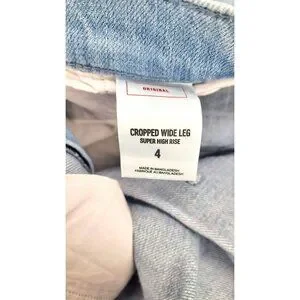 ORIGINAL
CROPPED WIDE LEG
SUPER HIGH RISE
4
MADE IN BANGLADESH
FABRIQUÉ AU BANGLADESH